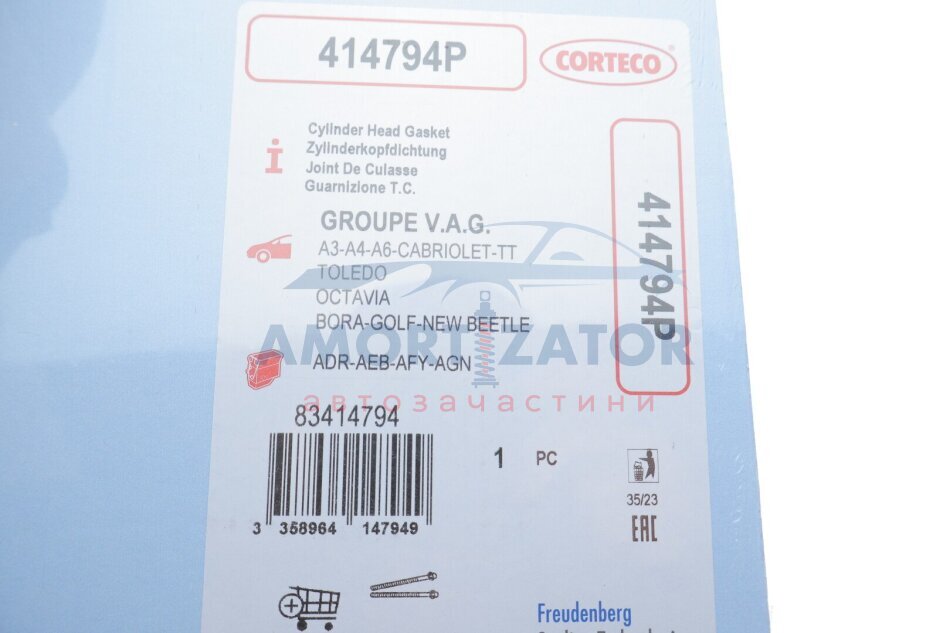 414794P
CORTECO
Cylinder Head Gasket
Zylinderkopfdichtung
Joint De Culasse
Guarnizione T.C.
414794P
GROUPE V.A.G.
A3-A4-A6-CABRIOLET-TT
TOLEDO
OCTAVIA
BORA-GOLF-NEW BEETLE
AMORTIZATOR
ADR-AEB-AFY-AGN
автозачастини
83414794
1 PC
3 358964 147949
35/23
EAC
Freudenberg